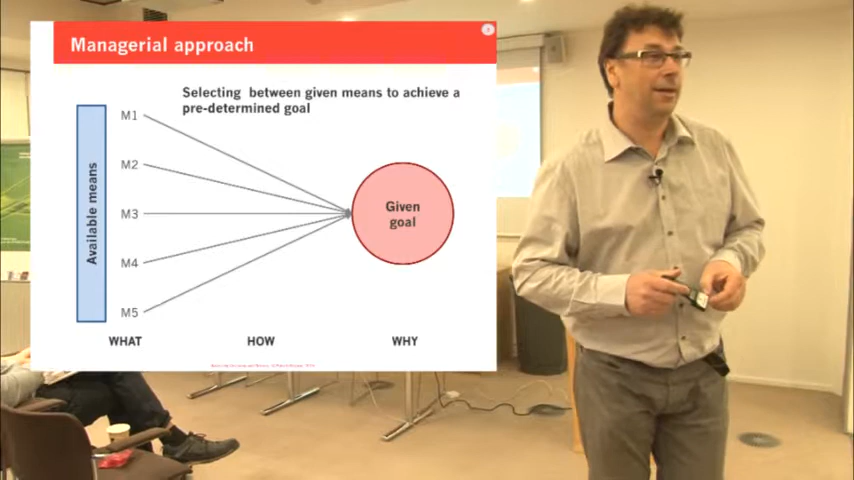 Managerial approach
Selecting between given means to achieve a
pre-determined goal
Available means
M1
M2
M3
M4
M5
Given
goal
WHAT
HOW
WHY